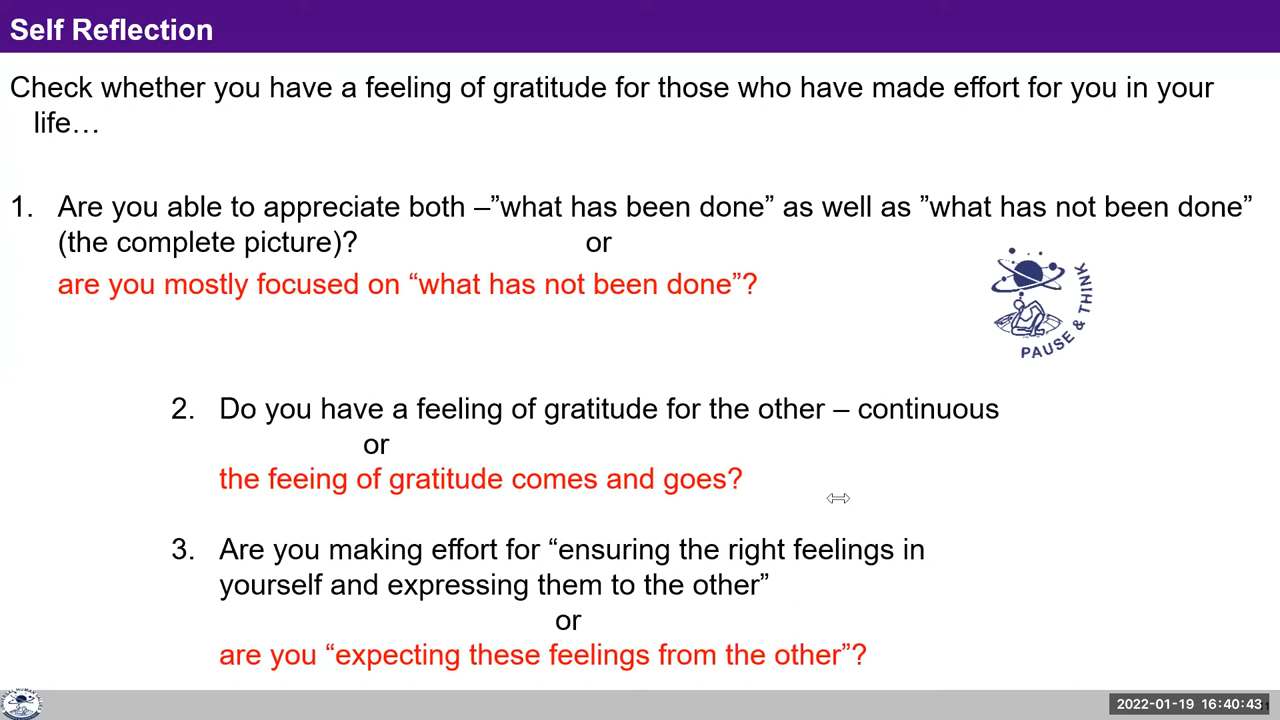 Self Reflection
Check whether you have a feeling of gratitude for those who have made effort for you in your
life…
1. Are you able to appreciate both –”what has been done” as well as ”what has not been done”
(the complete picture)? or
are you mostly focused on “what has not been done”?
PAUSE & THINK
2. Do you have a feeling of gratitude for the other – continuous
or
the feeing of gratitude comes and goes?
3. Are you making effort for “ensuring the right feelings in
yourself and expressing them to the other”
or
are you “expecting these feelings from the other”?
2022-01-19 16:40:43